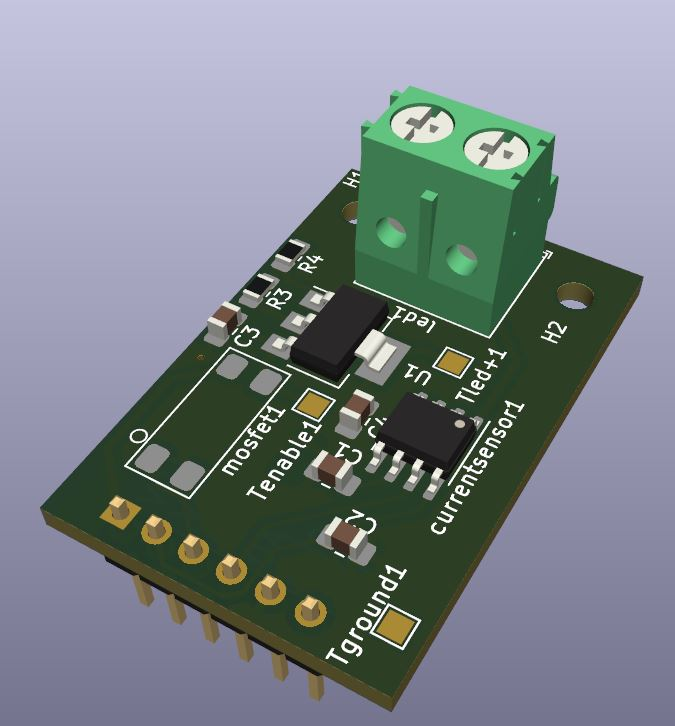 H1
R4
R3
C3
led1
U1
H2
Tled+1
mosfet1
Tenable1
C1
currentsensor1
C2
Tground1